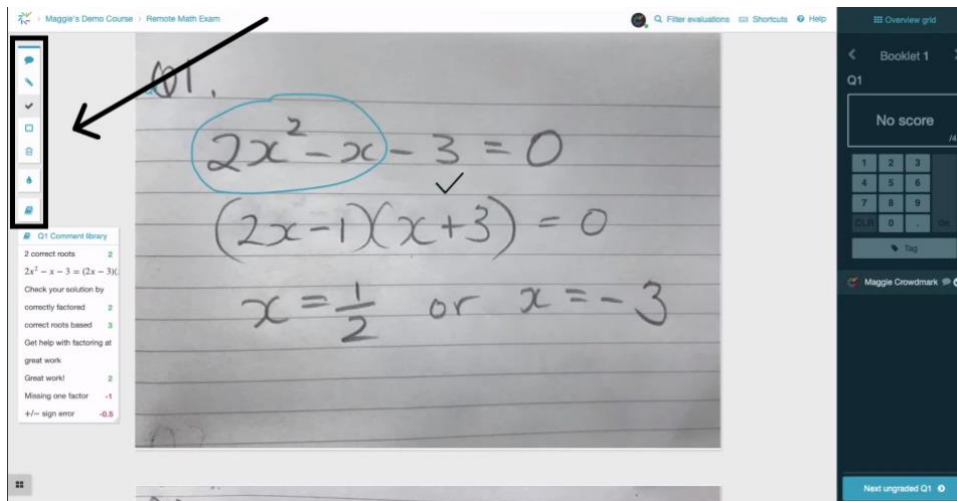 Maggie's Demo Course › Remote Math Exam
Filter evaluations Shortcuts Help
Overview grid
Booklet 1
Q1
No score
/4
1 2 3
4 5 6
7 8 9
CLR 0 .
Tag
Maggie Crowdmark
Q1.
2x² - x - 3 = 0
(2x-1)(x+3) = 0
x = 1/2 or x = -3
Q1 Comment library
2 correct roots 2
2x² − x − 3 = (2x − 3)(
Check your solution by
correctly factored 2
correct roots based 3
Get help with factoring at
great work
Great work! 2
Missing one factor -1
+/− sign error -0.5
Next ungraded Q1